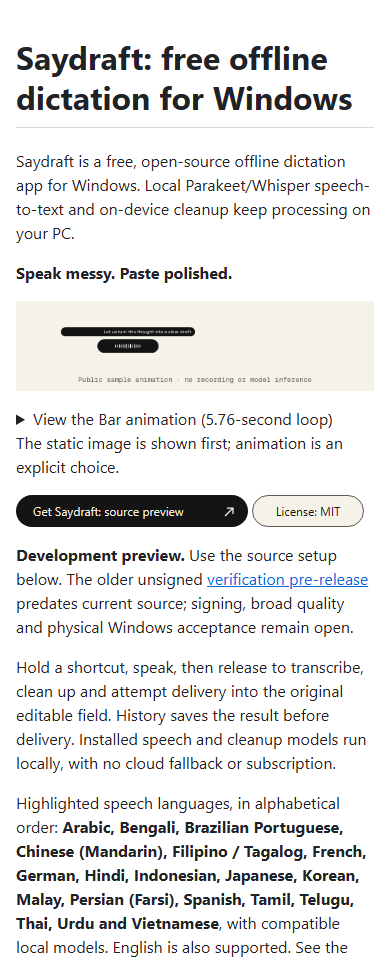 Saydraft: free offline
dictation for Windows
Saydraft is a free, open-source offline dictation
app for Windows. Local Parakeet/Whisper speech-
to-text and on-device cleanup keep processing on
your PC.
Speak messy. Paste polished.
Let us turn this thought into a clear draft.
Public sample animation · no recording or model inference
View the Bar animation (5.76-second loop)
The static image is shown first; animation is an
explicit choice.
Get Saydraft: source preview
License: MIT
Development preview. Use the source setup
below. The older unsigned verification pre-release
predates current source; signing, broad quality
and physical Windows acceptance remain open.
Hold a shortcut, speak, then release to transcribe,
clean up and attempt delivery into the original
editable field. History saves the result before
delivery. Installed speech and cleanup models run
locally, with no cloud fallback or subscription.
Highlighted speech languages, in alphabetical
order: Arabic, Bengali, Brazilian Portuguese,
Chinese (Mandarin), Filipino / Tagalog, French,
German, Hindi, Indonesian, Japanese, Korean,
Malay, Persian (Farsi), Spanish, Tamil, Telugu,
Thai, Urdu and Vietnamese, with compatible
local models. English is also supported. See the